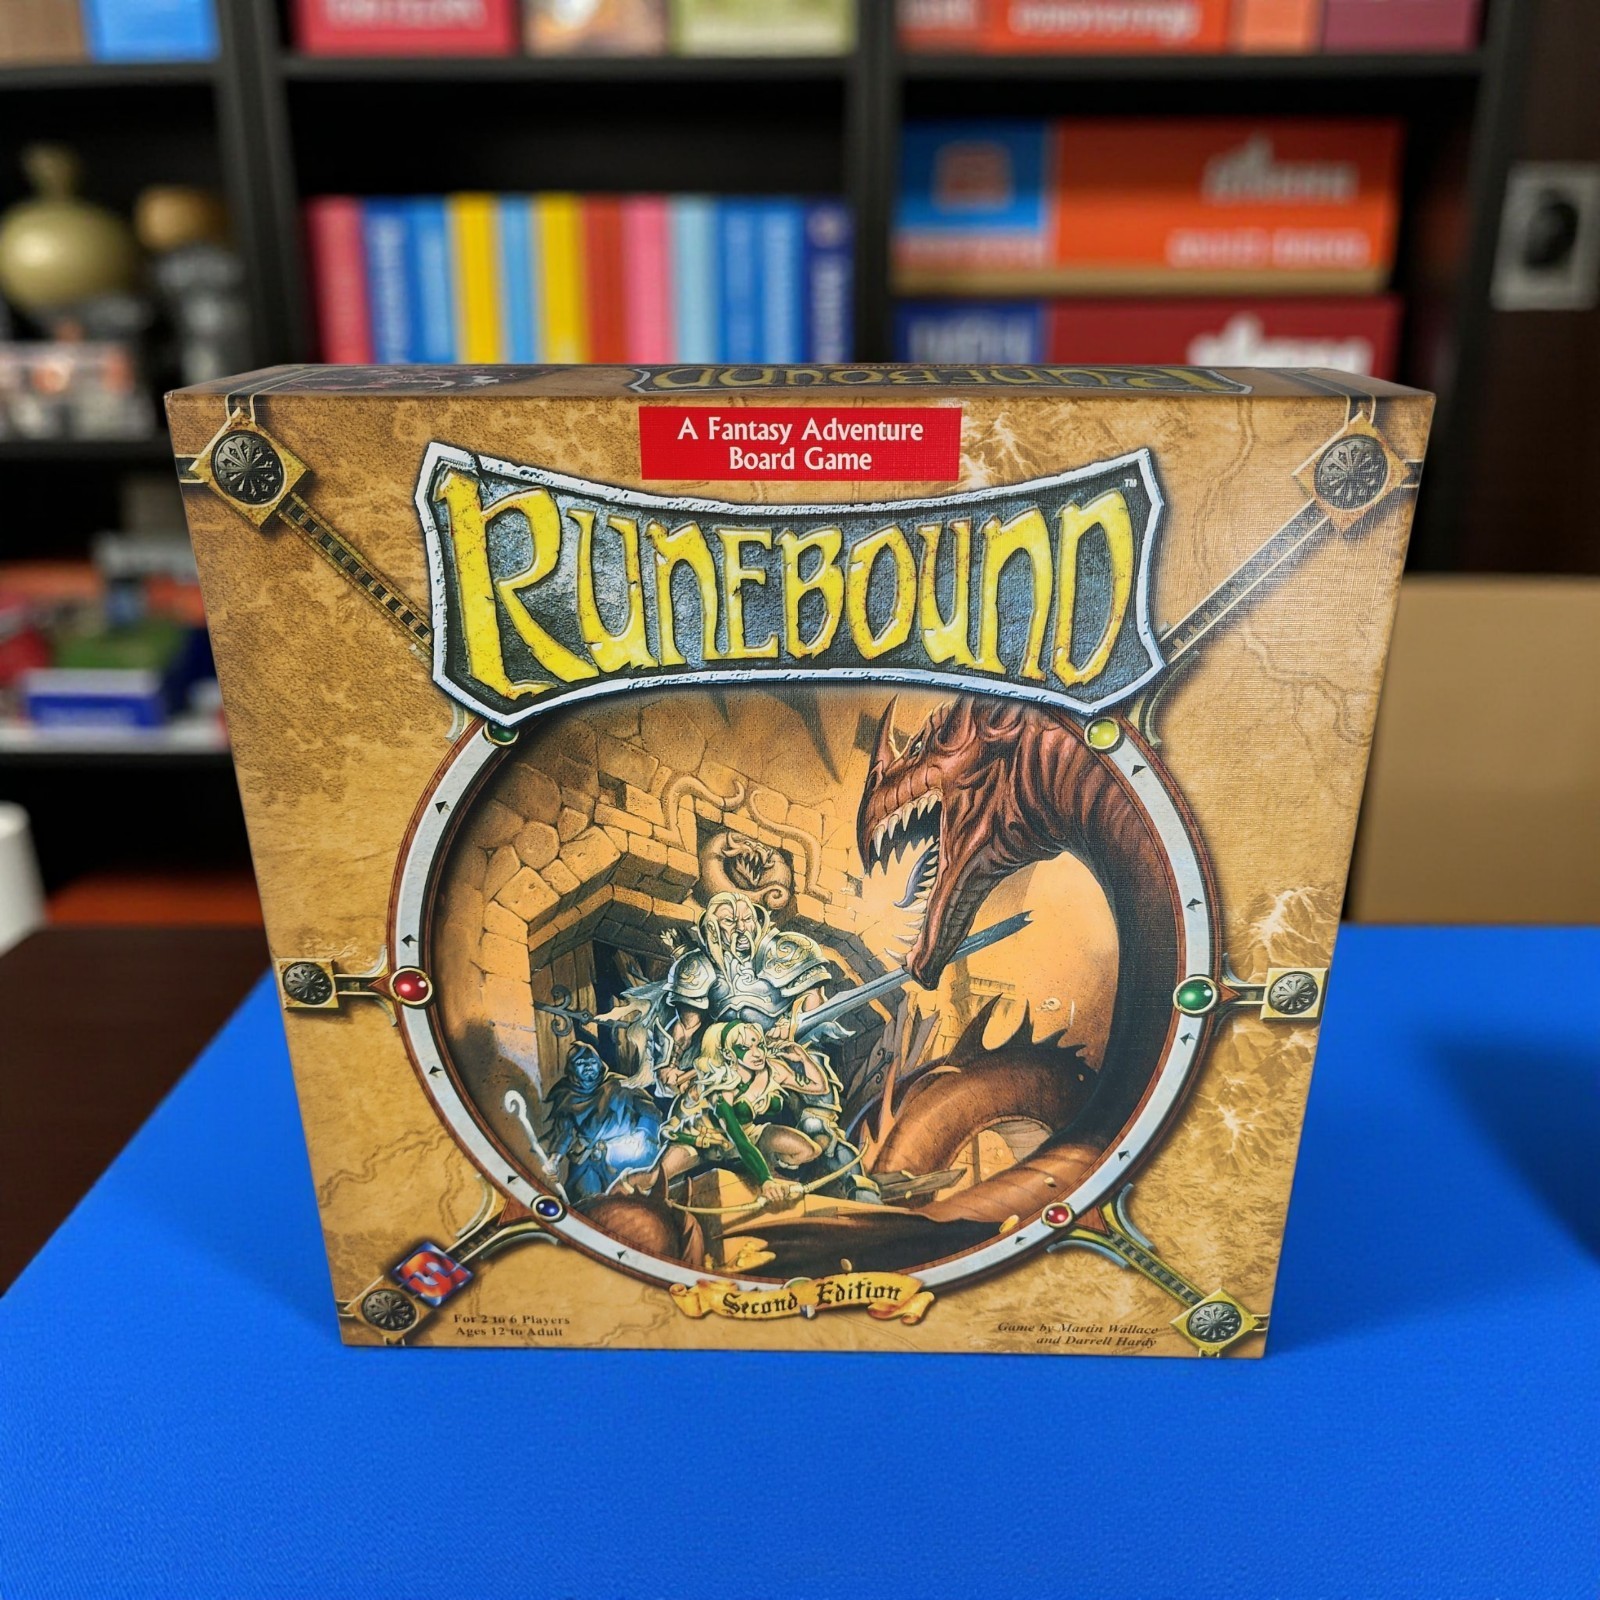 RUNEBOUND
A Fantasy Adventure
Board Game
RUNEBOUND™
Second Edition
For 2 to 6 Players
Ages 12 to Adult
Game by Martin Wallace
and Darrell Hardy